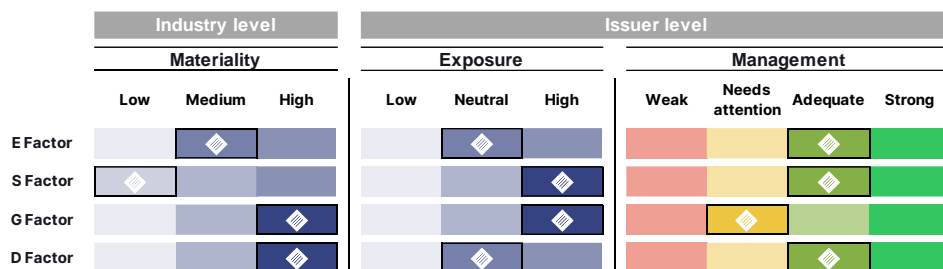 Industry level Issuer level
Materiality Exposure Management
Low Medium High Low Neutral High Weak Needs attention Adequate Strong
E Factor
S Factor
G Factor
D Factor